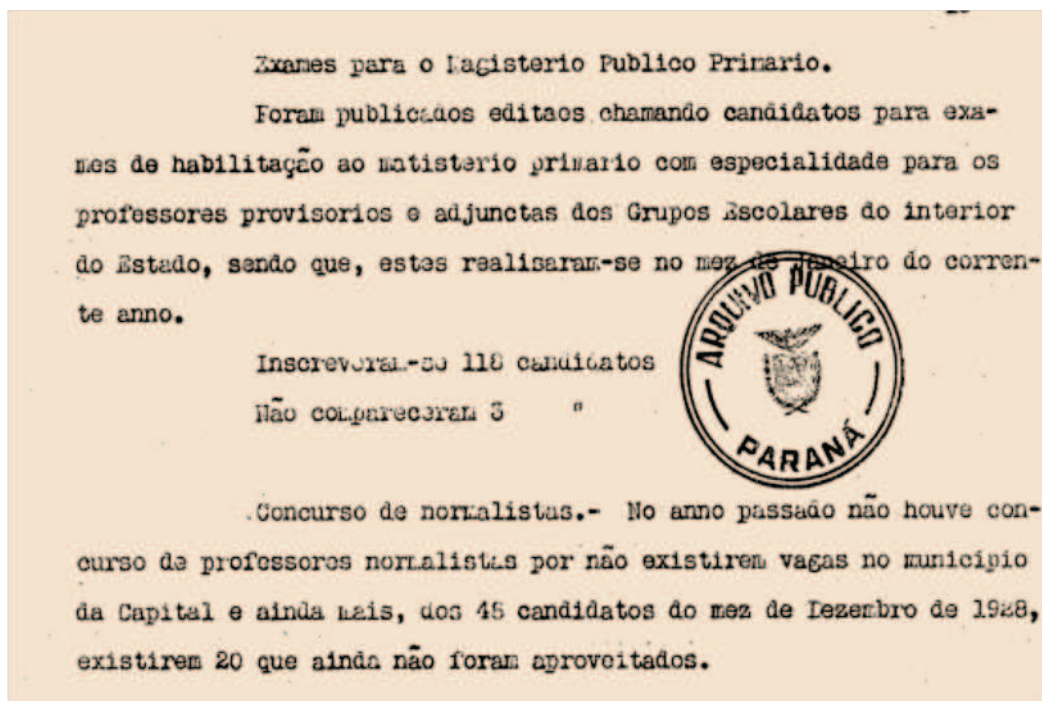 Exames para o Magisterio Publico Primario.
Foram publicados editaes chamando candidatos para exa-
mes de habilitação ao matisterio primario com especialidade para os
professores provisorios e adjunctas dos Grupos Escolares do interior
do Estado, sendo que, estes realisaram-se no mez de Janeiro do corren-
te anno.
ARQUIVO PÚBLICO
PARANÁ
Inscreveram-se 118 candidatos
Não compareceram 3 "
Concurso de normalistas.- No anno passado não houve con-
curso de professores normalistas por não existirem vagas no município
da Capital e ainda mais, dos 45 candidatos do mez de Dezembro de 1928,
existirem 20 que ainda não foram aproveitados.